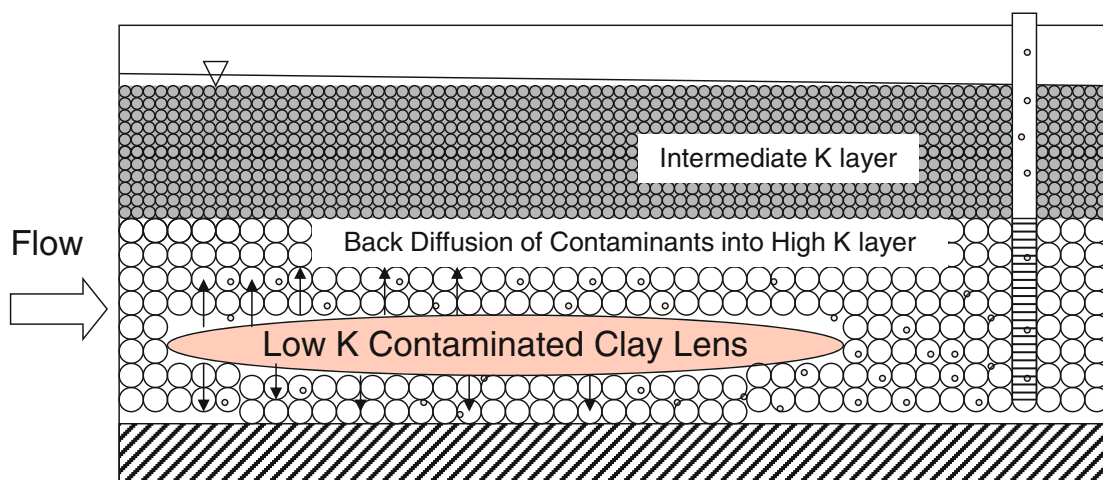 Intermediate K layer
Back Diffusion of Contaminants into High K layer
Flow
Low K Contaminated Clay Lens